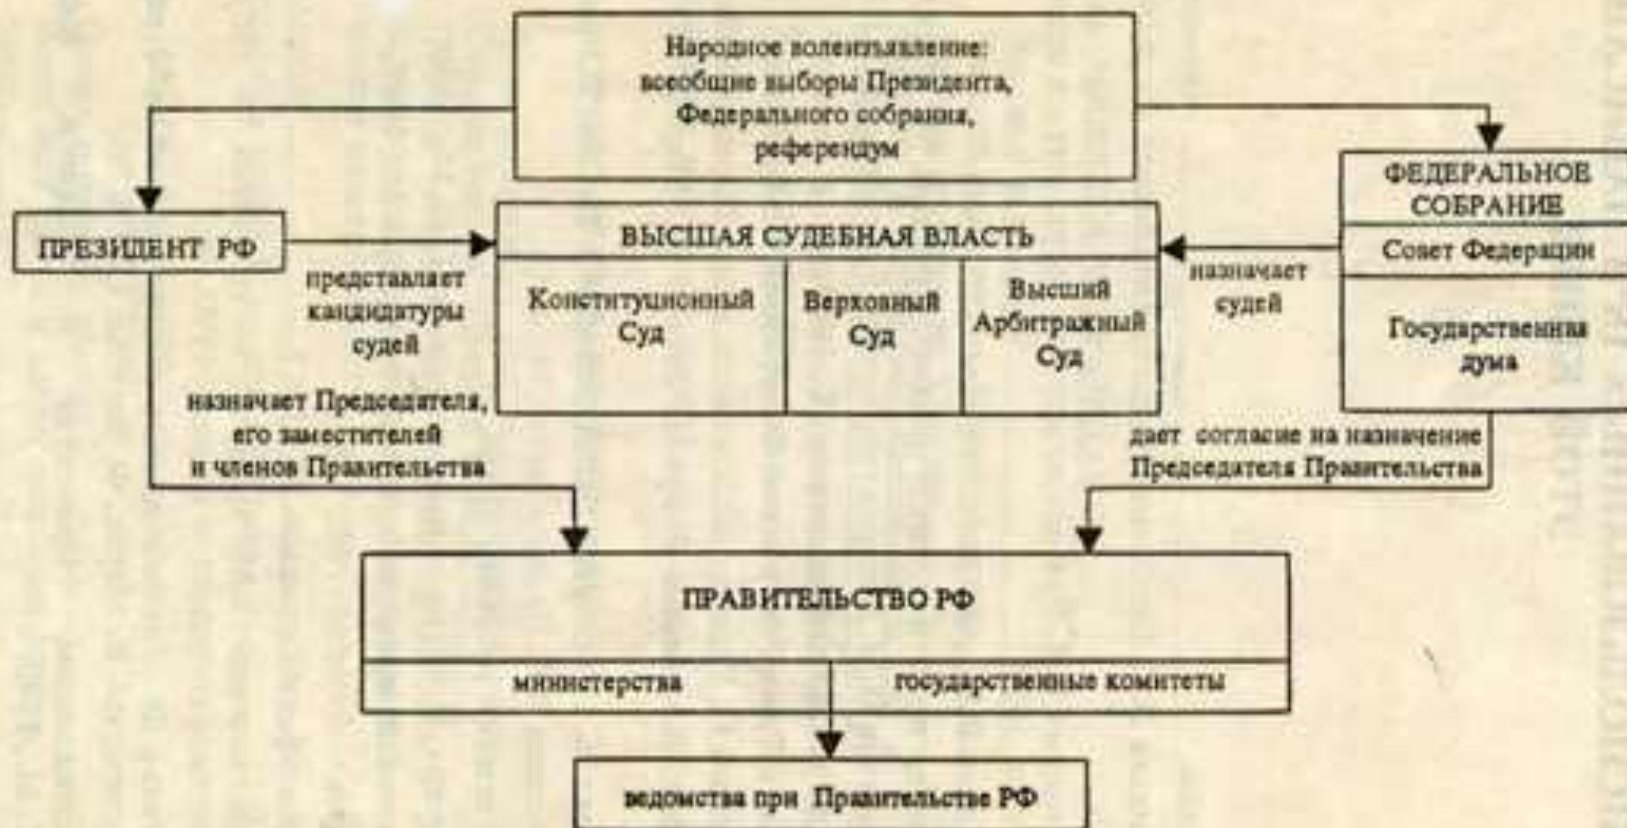 Народное волеизъявление:
всеобщие выборы Президента,
Федерального собрания,
референдум
ПРЕЗИДЕНТ РФ
ВЫСШАЯ СУДЕБНАЯ ВЛАСТЬ
ФЕДЕРАЛЬНОЕ
СОБРАНИЕ
Совет Федерации
Государственная
дума
представляет
кандидатуры
судей
Конституционный
Суд
Верховный
Суд
Высший
Арбитражный
Суд
назначает
судей
назначает Председателя,
его заместителей
и членов Правительства
дает согласие на назначение
Председателя Правительства
ПРАВИТЕЛЬСТВО РФ
министерства
государственные комитеты
ведомства при Правительстве РФ